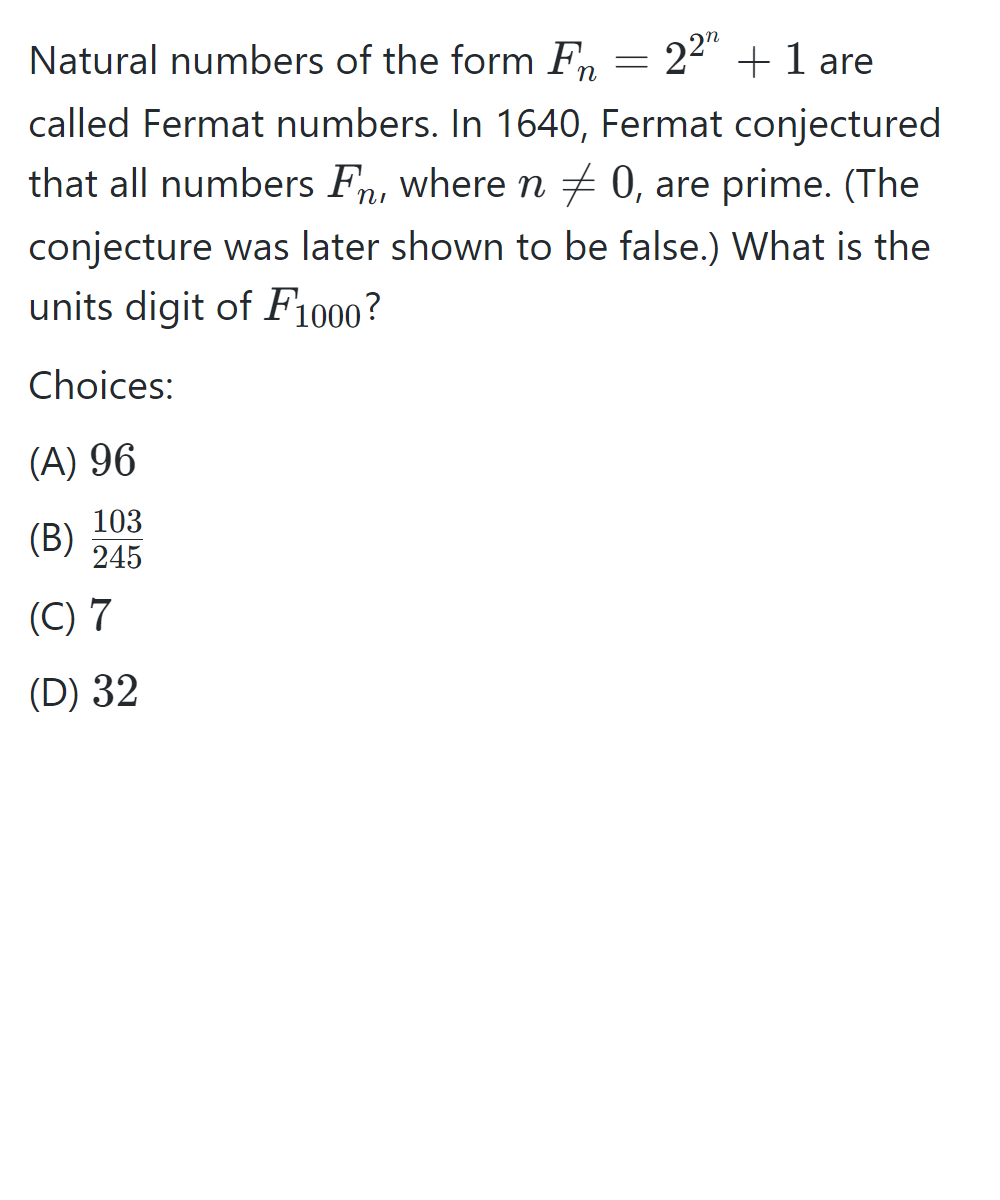 Natural numbers of the form $F_n = 2^{2^n} + 1$ are
called Fermat numbers. In 1640, Fermat conjectured
that all numbers $F_n$, where $n \neq 0$, are prime. (The
conjecture was later shown to be false.) What is the
units digit of $F_{1000}$?
Choices:
(A) 96
(B) $\frac{103}{245}$
(C) 7
(D) 32